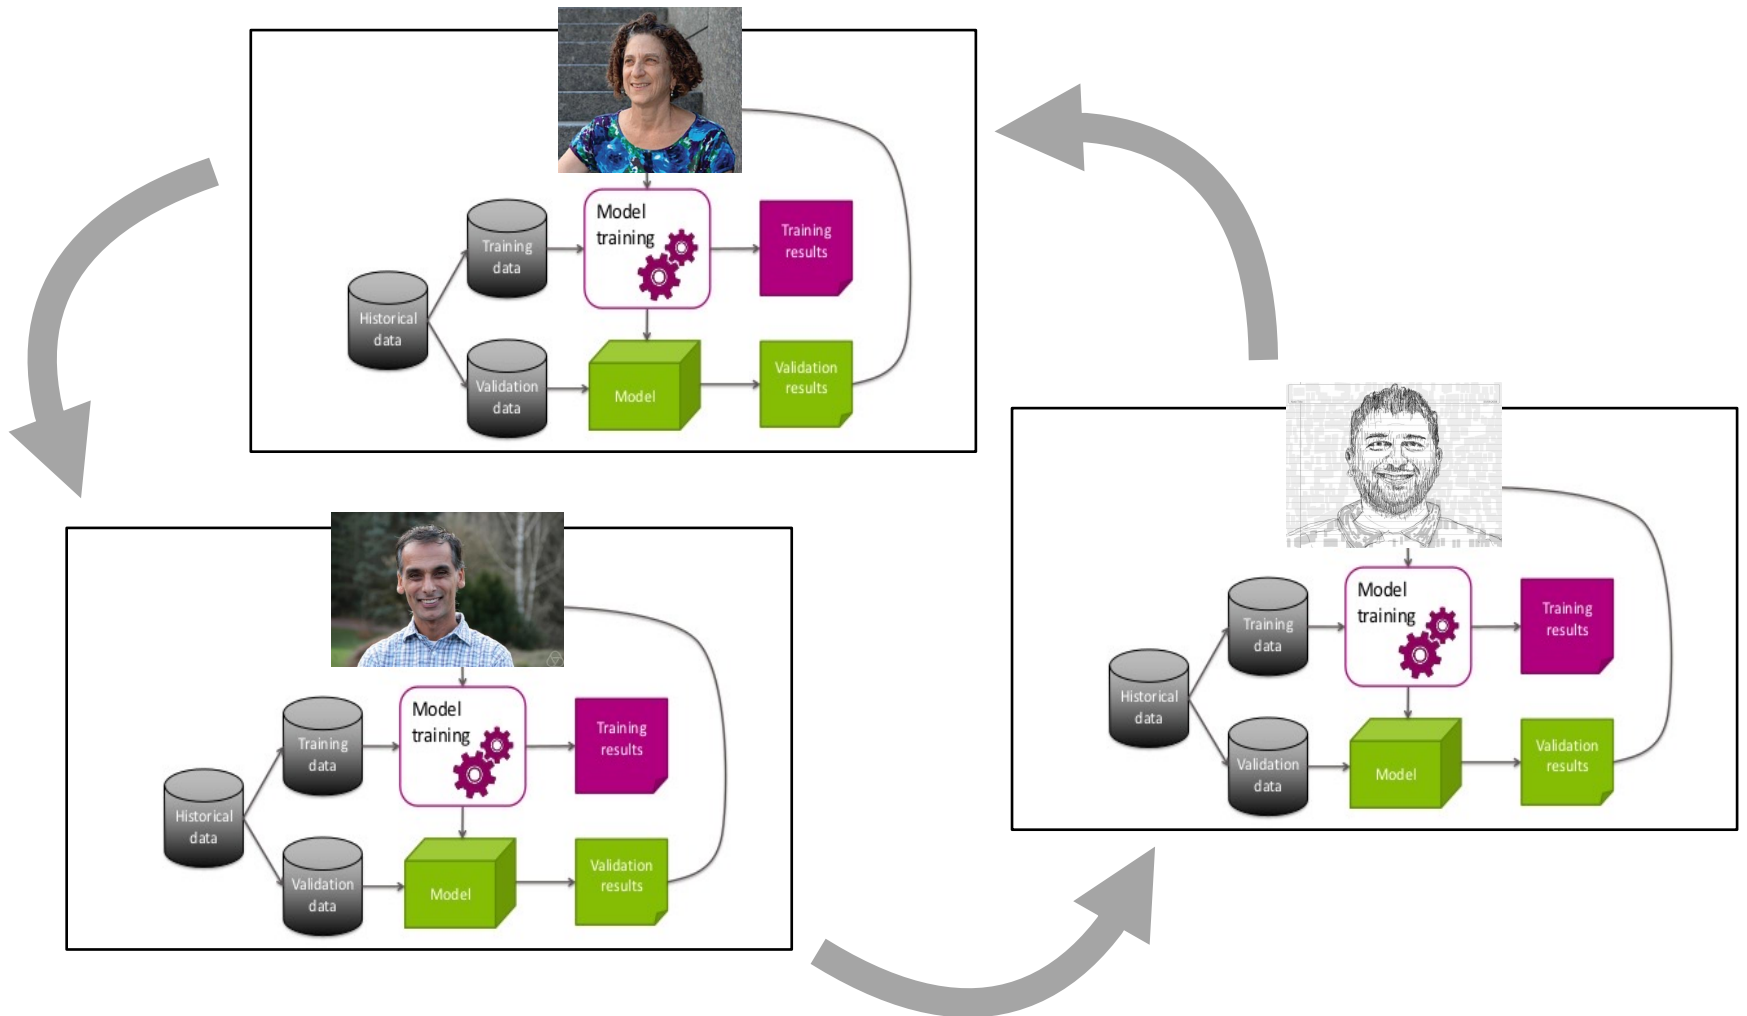 Model
training
Training
data
Training
results
Historical
data
Validation
data
Model
Validation
results
Model
training
Training
data
Training
results
Historical
data
Validation
data
Model
Validation
results
Model
training
Training
data
Training
results
Historical
data
Validation
data
Model
Validation
results